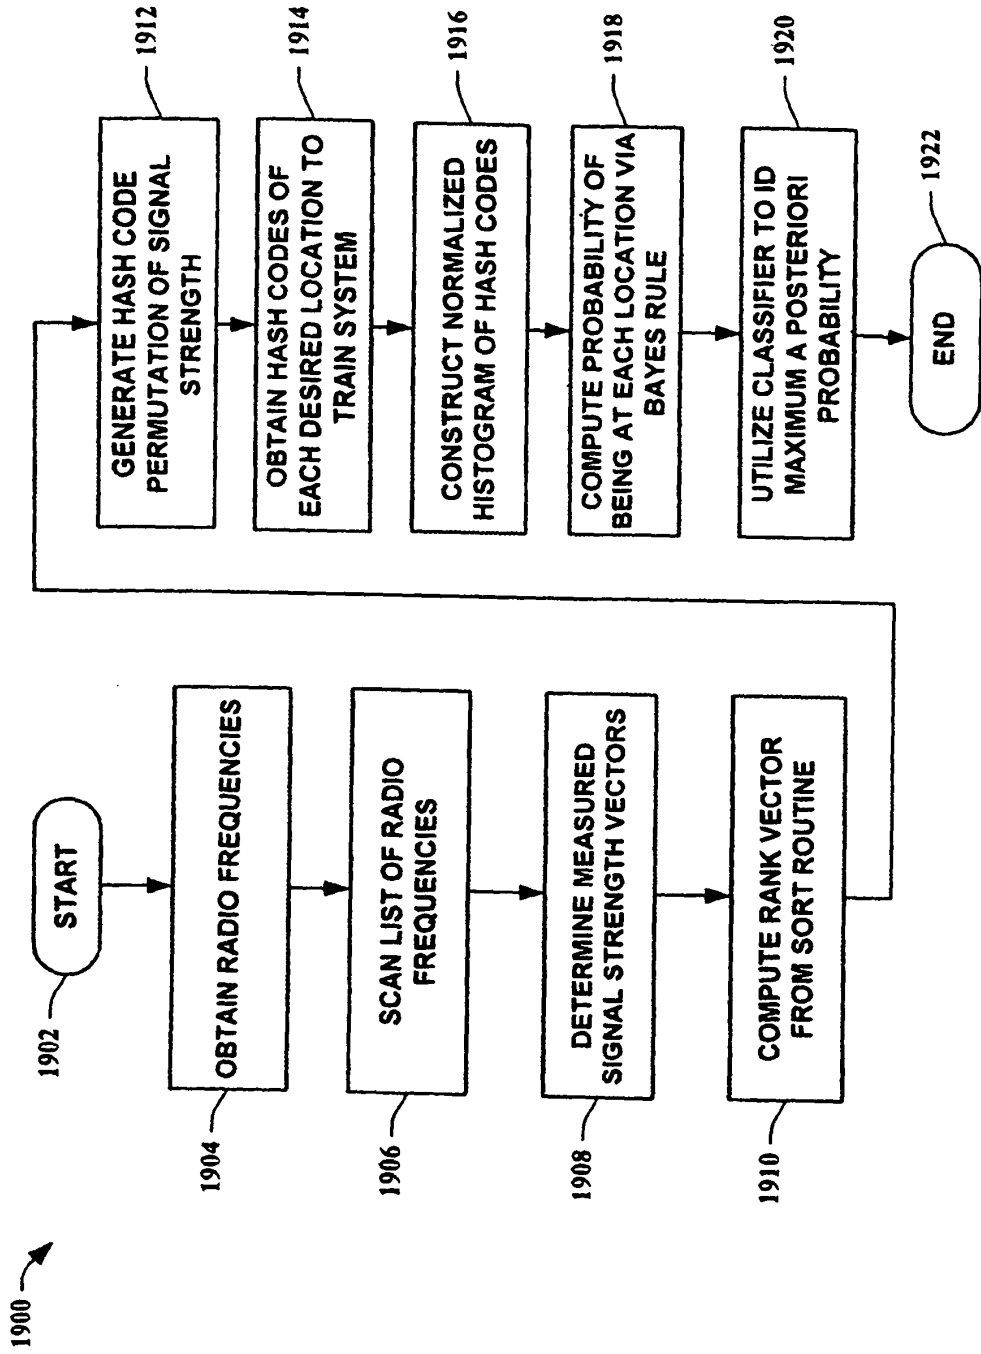 1900
START
1902
OBTAIN RADIO FREQUENCIES
1904
SCAN LIST OF RADIO
FREQUENCIES
1906
DETERMINE MEASURED
SIGNAL STRENGTH VECTORS
1908
COMPUTE RANK VECTOR
FROM SORT ROUTINE
1910
GENERATE HASH CODE
PERMUTATION OF SIGNAL
STRENGTH
1912
OBTAIN HASH CODES OF
EACH DESIRED LOCATION TO
TRAIN SYSTEM
1914
CONSTRUCT NORMALIZED
HISTOGRAM OF HASH CODES
1916
COMPUTE PROBABILITY OF
BEING AT EACH LOCATION VIA
BAYES RULE
1918
UTILIZE CLASSIFIER TO ID
MAXIMUM A POSTERIORI
PROBABILITY
1920
END
1922